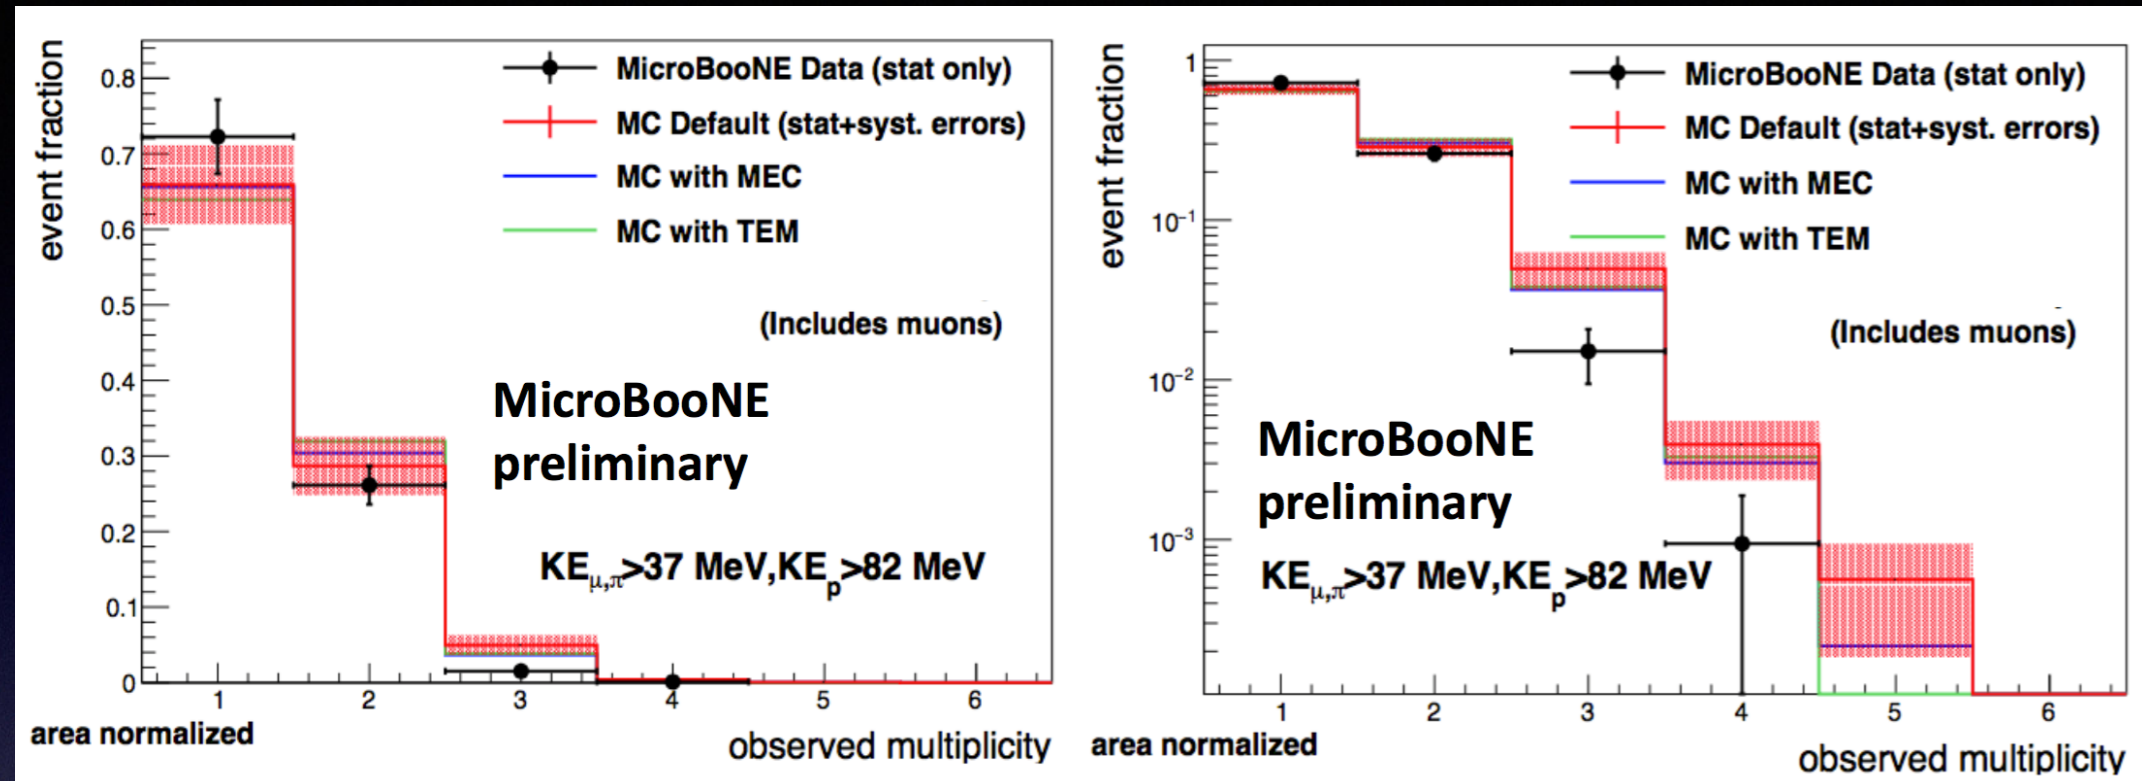 event fraction
0.8
0.7
0.6
0.5
0.4
0.3
0.2
0.1
0
MicroBooNE Data (stat only)
MC Default (stat+syst. errors)
MC with MEC
MC with TEM
(Includes muons)
MicroBooNE
preliminary
KEμ,π>37 MeV,KEp>82 MeV
1 2 3 4 5 6
area normalized
observed multiplicity
event fraction
1
10⁻¹
10⁻²
10⁻³
MicroBooNE Data (stat only)
MC Default (stat+syst. errors)
MC with MEC
MC with TEM
(Includes muons)
MicroBooNE
preliminary
KEμ,π>37 MeV,KEp>82 MeV
1 2 3 4 5 6
area normalized
observed multiplicity